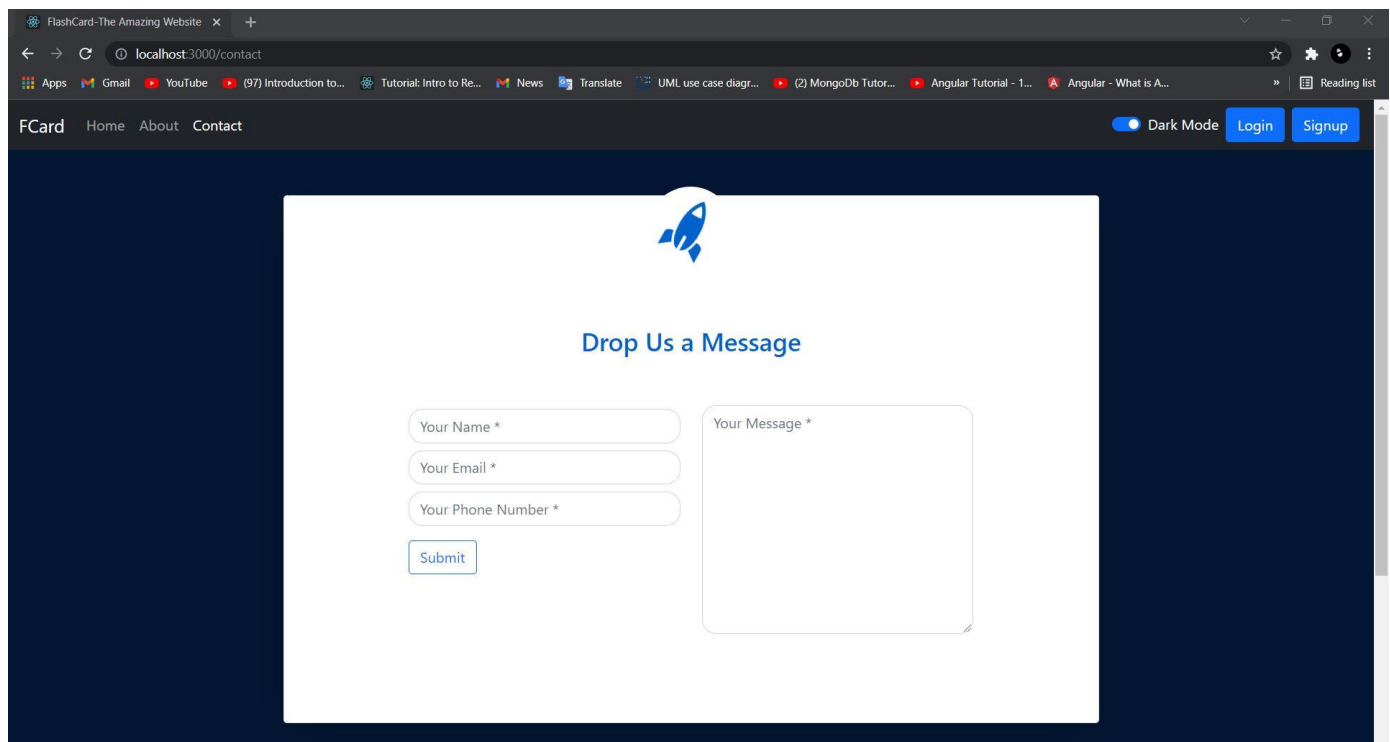 FlashCard-The Amazing Website
localhost:3000/contact
Apps Gmail YouTube (97) Introduction to... Tutorial: Intro to Re... News Translate UML use case diagr... (2) MongoDb Tutor... Angular Tutorial - 1... Angular - What is A... » Reading list
FCard Home About Contact Dark Mode Login Signup
Drop Us a Message
Your Name * Your Message *
Your Email *
Your Phone Number *
Submit